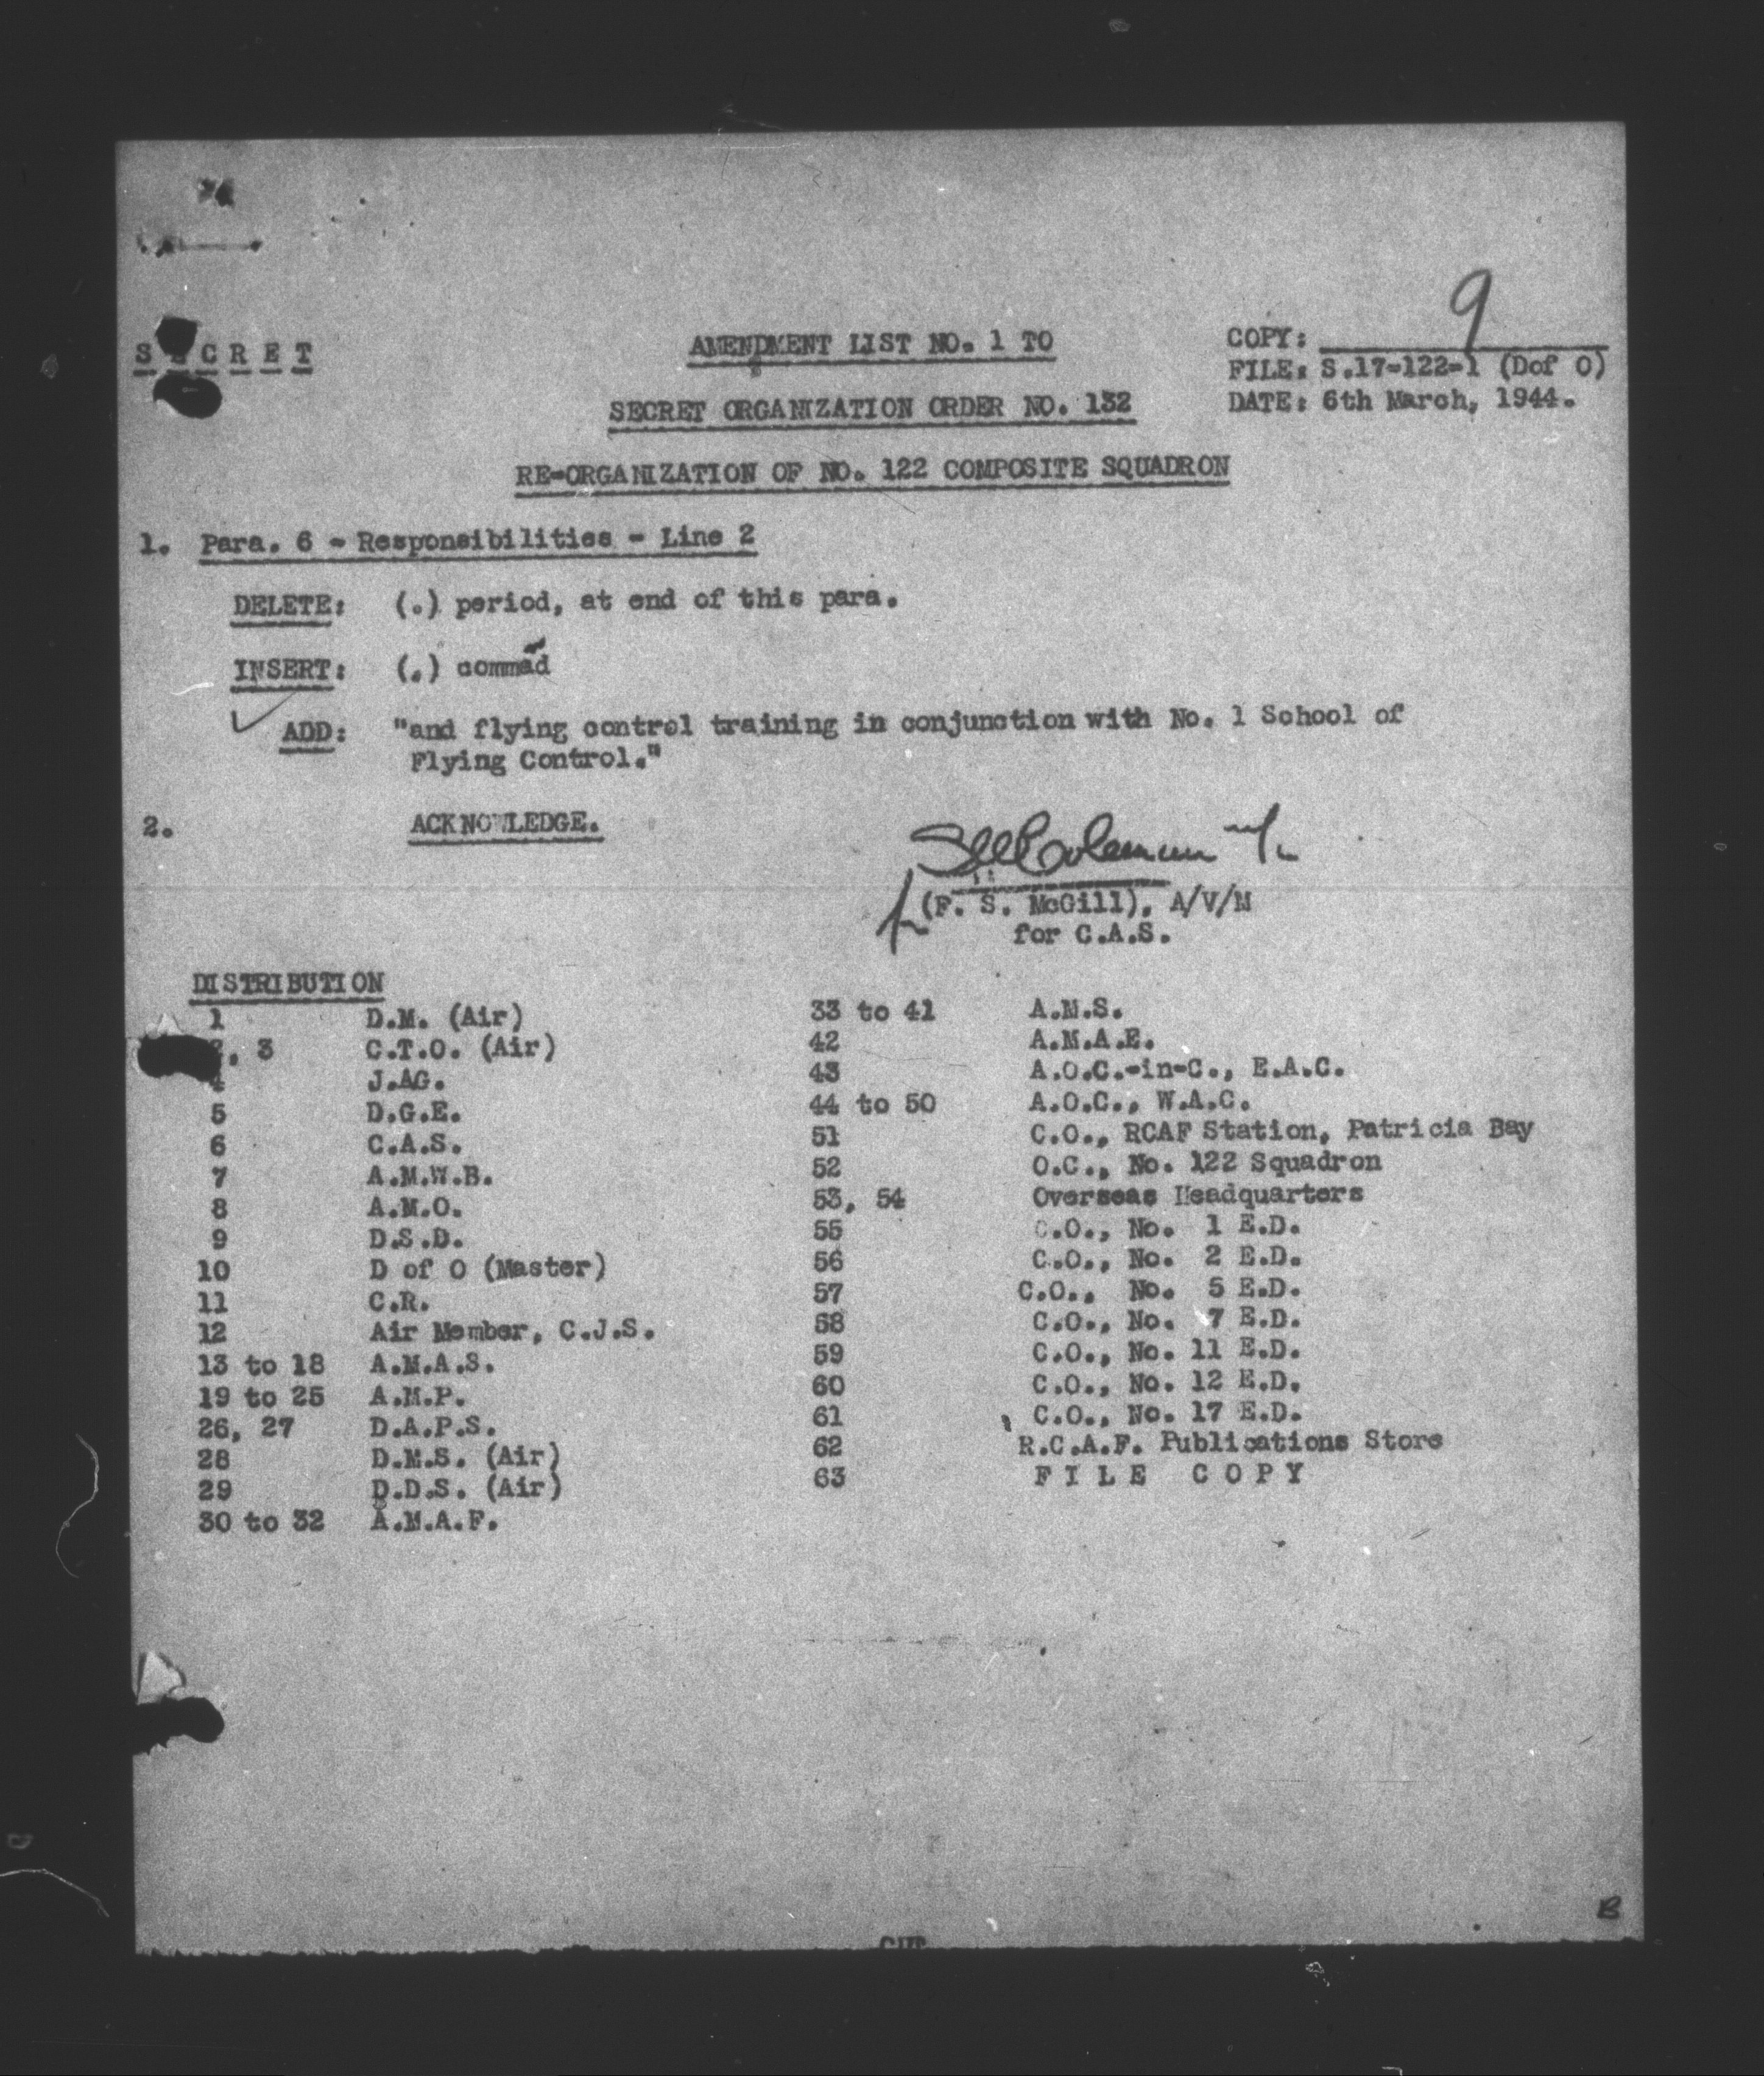 SECRET
AMENDMENT LIST NO. 1 TO
COPY: 9
FILE: S.17-122-1 (Dof O)
SECRET ORGANIZATION ORDER NO. 132
DATE: 6th March, 1944.
RE-ORGANIZATION OF NO. 122 COMPOSITE SQUADRON
1. Para. 6 - Responsibilities - Line 2
DELETE: (.) period, at end of this para.
INSERT: (,) commad
ADD: "and flying control training in conjunction with No. 1 School of
Flying Control."
2. ACKNOWLEDGE.
for (F. S. McGill), A/V/M
for C.A.S.
DISTRIBUTION
1 D.M. (Air)
2, 3 C.T.O. (Air)
4 J.AG.
5 D.G.E.
6 C.A.S.
7 A.M.W.B.
8 A.M.O.
9 D.S.D.
10 D of O (Master)
11 C.R.
12 Air Member, C.J.S.
13 to 18 A.M.A.S.
19 to 25 A.M.P.
26, 27 D.A.P.S.
28 D.M.S. (Air)
29 D.D.S. (Air)
30 to 32 A.M.A.F.
33 to 41 A.M.S.
42 A.M.A.E.
43 A.O.C.-in-C., E.A.C.
44 to 50 A.O.C., W.A.C.
51 C.O., RCAF Station, Patricia Bay
52 O.C., No. 122 Squadron
53, 54 Overseas Headquarters
55 C.O., No. 1 E.D.
56 C.O., No. 2 E.D.
57 C.O., No. 5 E.D.
58 C.O., No. 7 E.D.
59 C.O., No. 11 E.D.
60 C.O., No. 12 E.D.
61 C.O., No. 17 E.D.
62 R.C.A.F. Publications Store
63 FILE COPY
B